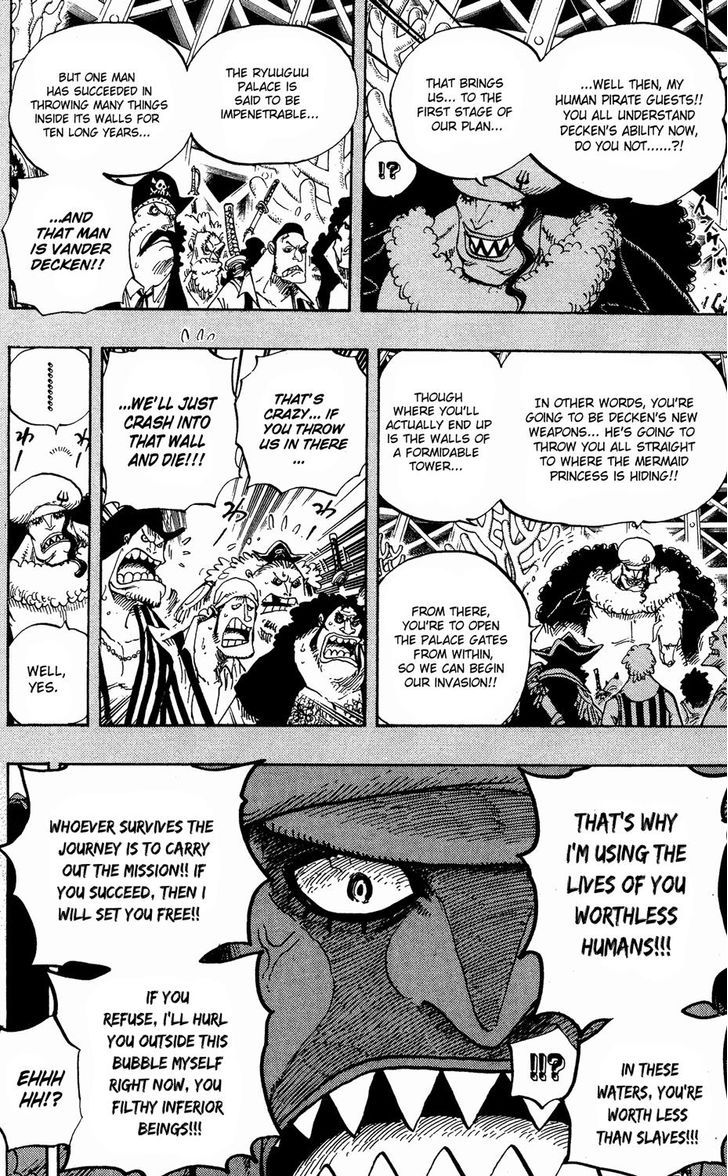 ...WELL THEN, MY
HUMAN PIRATE GUESTS!!
YOU ALL UNDERSTAND
DECKEN'S ABILITY NOW,
DO YOU NOT......?!
THAT BRINGS
US... TO THE
FIRST STAGE OF
OUR PLAN...
!?
THE RYUUGUU
PALACE IS
SAID TO BE
IMPENETRABLE...
BUT ONE MAN
HAS SUCCEEDED IN
THROWING MANY THINGS
INSIDE ITS WALLS FOR
TEN LONG YEARS...
...AND
THAT MAN
IS VANDER
DECKEN!!
IN OTHER WORDS, YOU'RE
GOING TO BE DECKEN'S NEW
WEAPONS... HE'S GOING TO
THROW YOU ALL STRAIGHT
TO WHERE THE MERMAID
PRINCESS IS HIDING!!
THOUGH
WHERE YOU'LL
ACTUALLY END UP
IS THE WALLS OF
A FORMIDABLE
TOWER...
FROM THERE,
YOU'RE TO OPEN
THE PALACE GATES
FROM WITHIN,
SO WE CAN BEGIN
OUR INVASION!!
THAT'S
CRAZY... IF
YOU THROW
US IN THERE
...
...WE'LL JUST
CRASH INTO
THAT WALL
AND DIE!!!
わ
わ
.........
わ
わ
WELL,
YES.
THAT'S WHY
I'M USING THE
LIVES OF YOU
WORTHLESS
HUMANS!!!
IN THESE
WATERS, YOU'RE
WORTH LESS
THAN SLAVES!!!
!!?
WHOEVER SURVIVES THE
JOURNEY IS TO CARRY
OUT THE MISSION!! IF
YOU SUCCEED, THEN I
WILL SET YOU FREE!!
IF YOU
REFUSE, I'LL HURL
YOU OUTSIDE THIS
BUBBLE MYSELF
RIGHT NOW, YOU
FILTHY INFERIOR
BEINGS!!!
EHHH
HH!?